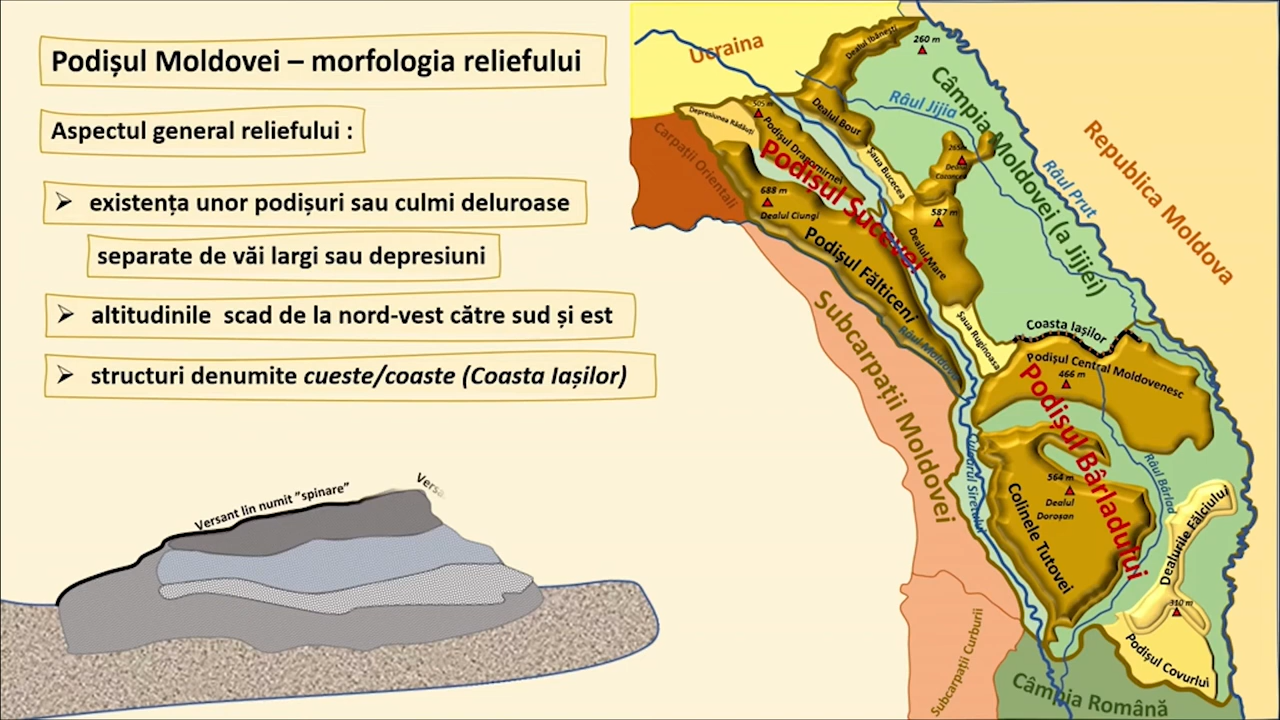 Podișul Moldovei – morfologia reliefului
Aspectul general reliefului :
existența unor podișuri sau culmi deluroase
separate de văi largi sau depresiuni
altitudinile scad de la nord-vest către sud și est
structuri denumite cueste/coaste (Coasta Iașilor)
Versant lin numit ”spinare”
Ucraina
Dealul Ibănești
260 m
Câmpia Moldovei (a Jijiei)
Râul Jijia
Republica Moldova
Râul Prut
Carpații Orientali
Depresiunea Rădăuți
505 m
Podișul Dragomirnei
Dealul Bour
Șaua Bucecea
265m
Podișul Sucevei
688 m
Dealul Ciungi
587 m
Dealul Mare
Podișul Fălticeni
Râul Moldova
Șaua Ruginoasa
Subcarpații Moldovei
Coasta Iașilor
Podișul Central Moldovenesc
466 m
Podișul Bârladului
Culoarul Siretului
Râul Bârlad
564 m
Dealul
Doroșan
Colinele Tutovei
Dealurile Fălciului
310 m
Podișul Covurlui
Subcarpații Curburii
Câmpia Română